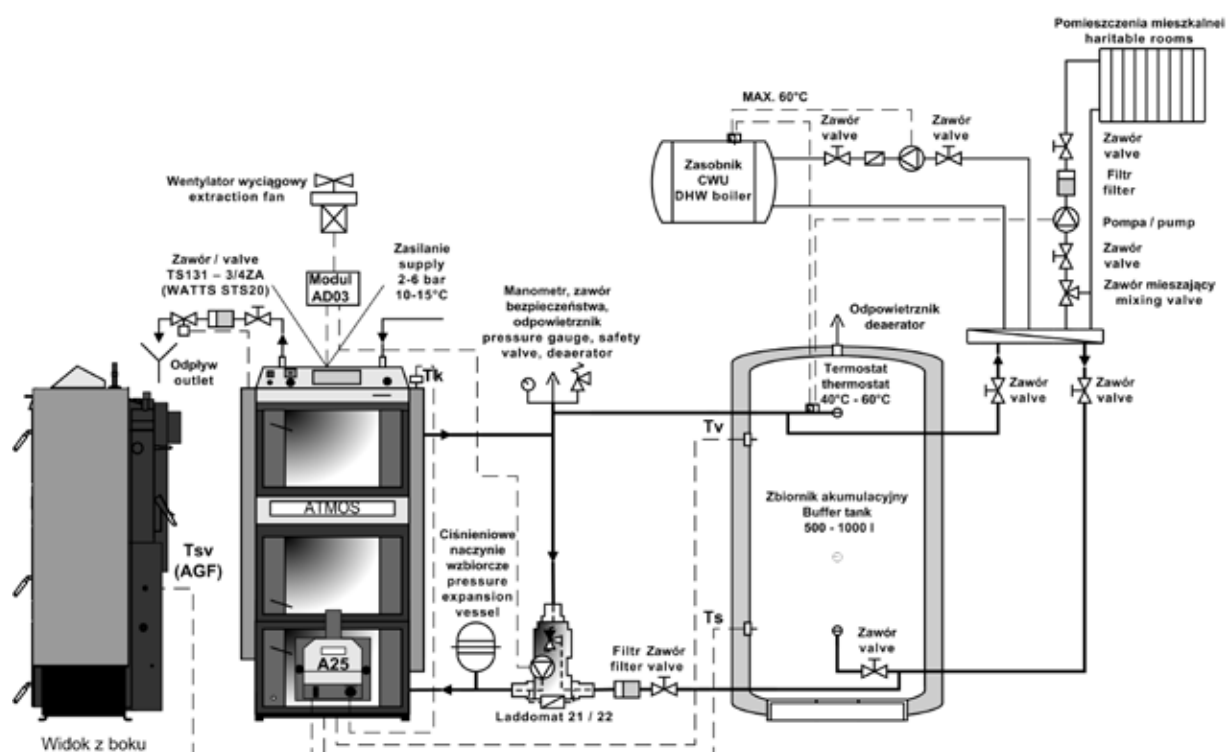 Pomieszczenia mieszkalnei
haritable rooms
MAX. 60°C
Zawór
valve
Zawór
valve
Zasobnik
CWU
DHW boiler
Zawór
valve
Filtr
filter
Pompa / pump
Zawór
valve
Zawór mieszający
mixing valve
Wentylator wyciągowy
extraction fan
Zawór / valve
TS131 – 3/4ZA
(WATTS STS20)
Moduł
AD03
Zasilanie
supply
2-6 bar
10-15°C
Manometr, zawór
bezpieczeństwa,
odpowietrznik
pressure gauge, safety
valve, deaerator
Odpowietrznik
deaerator
Odpływ
outlet
Tk
Termostat
thermostat
40°C - 60°C
Zawór
valve
Zawór
valve
Tv
ATMOS
Zbiornik akumulacyjny
Buffer tank
500 - 1000 l
Tsv
(AGF)
Ciśnieniowe
naczynie
wzbiorcze
pressure
expansion
vessel
Ts
A25
Filtr Zawór
filter valve
Zawór
valve
Laddomat 21 / 22
Widok z boku